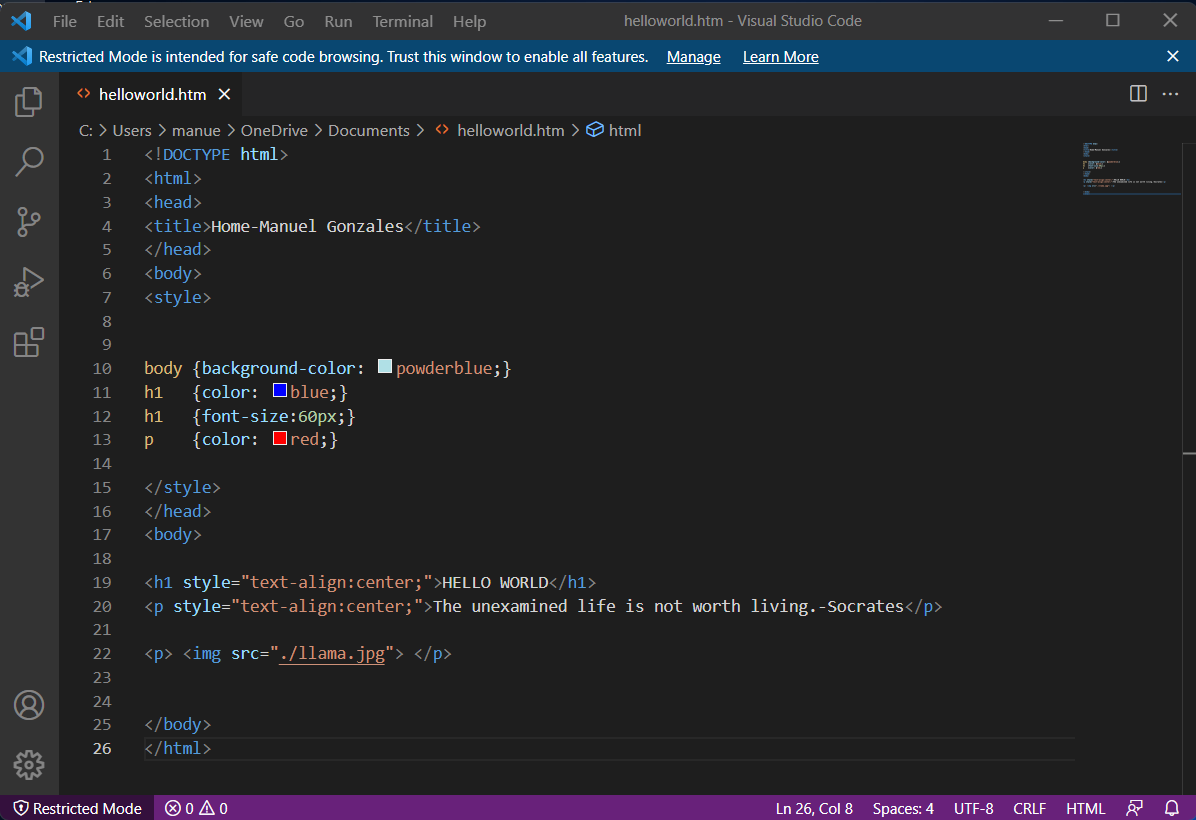 File Edit Selection View Go Run Terminal Help helloworld.htm - Visual Studio Code
Restricted Mode is intended for safe code browsing. Trust this window to enable all features. Manage Learn More
helloworld.htm
C: > Users > manue > OneDrive > Documents > helloworld.htm > html
1 <!DOCTYPE html>
2 <html>
3 <head>
4 <title>Home-Manuel Gonzales</title>
5 </head>
6 <body>
7 <style>
8
9
10 body {background-color: powderblue;}
11 h1   {color: blue;}
12 h1   {font-size:60px;}
13 p    {color: red;}
14
15 </style>
16 </head>
17 <body>
18
19 <h1 style="text-align:center;">HELLO WORLD</h1>
20 <p style="text-align:center;">The unexamined life is not worth living.-Socrates</p>
21
22 <p> <img src="./llama.jpg"> </p>
23
24
25 </body>
26 </html>
Restricted Mode 0 0 Ln 26, Col 8 Spaces: 4 UTF-8 CRLF HTML